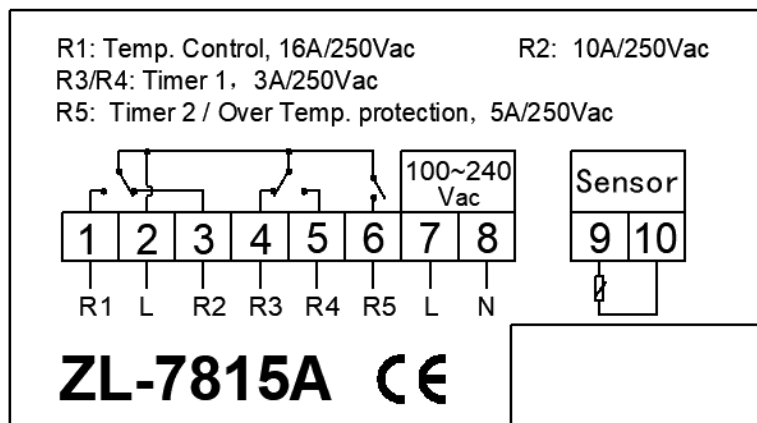 R1: Temp. Control, 16A/250Vac R2: 10A/250Vac
R3/R4: Timer 1, 3A/250Vac
R5: Timer 2 / Over Temp. protection, 5A/250Vac
100~240
Vac
Sensor
1 2 3 4 5 6 7 8 9 10
R1 L R2 R3 R4 R5 L N
ZL-7815A CE